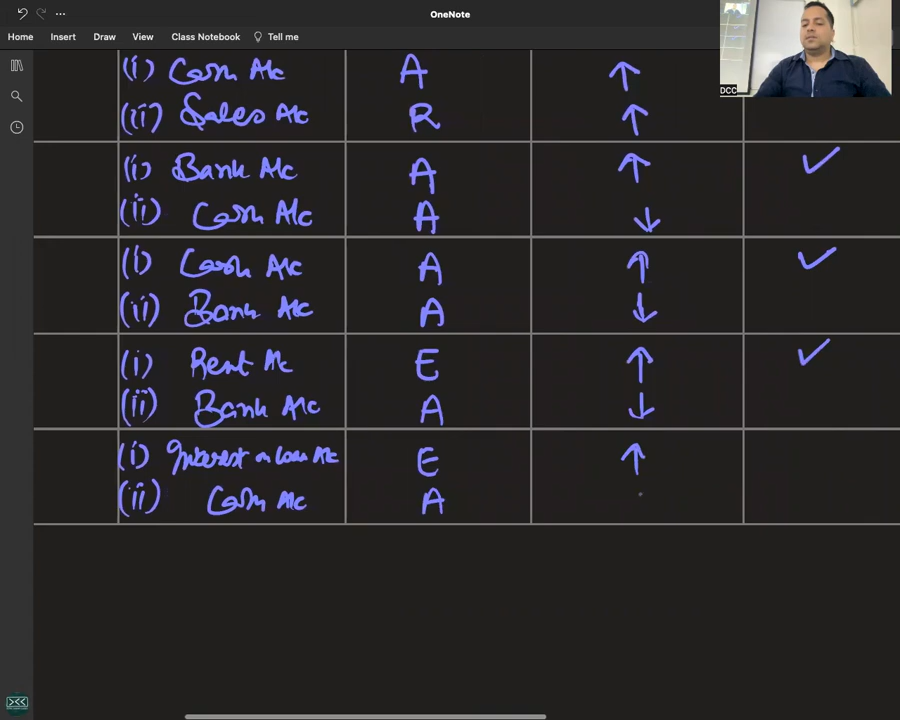 OneNote
Home Insert Draw View Class Notebook Tell me
DCC
(i) Cash A/c A ↑
(ii) Sales A/c R ↑
(i) Bank A/c A ↑ ✓
(ii) Cash A/c A ↓
(i) Cash A/c A ↑ ✓
(ii) Bank A/c A ↓
(i) Rent A/c E ↑ ✓
(ii) Bank A/c A ↓
(i) Interest on loan A/c E ↑
(ii) Cash A/c A